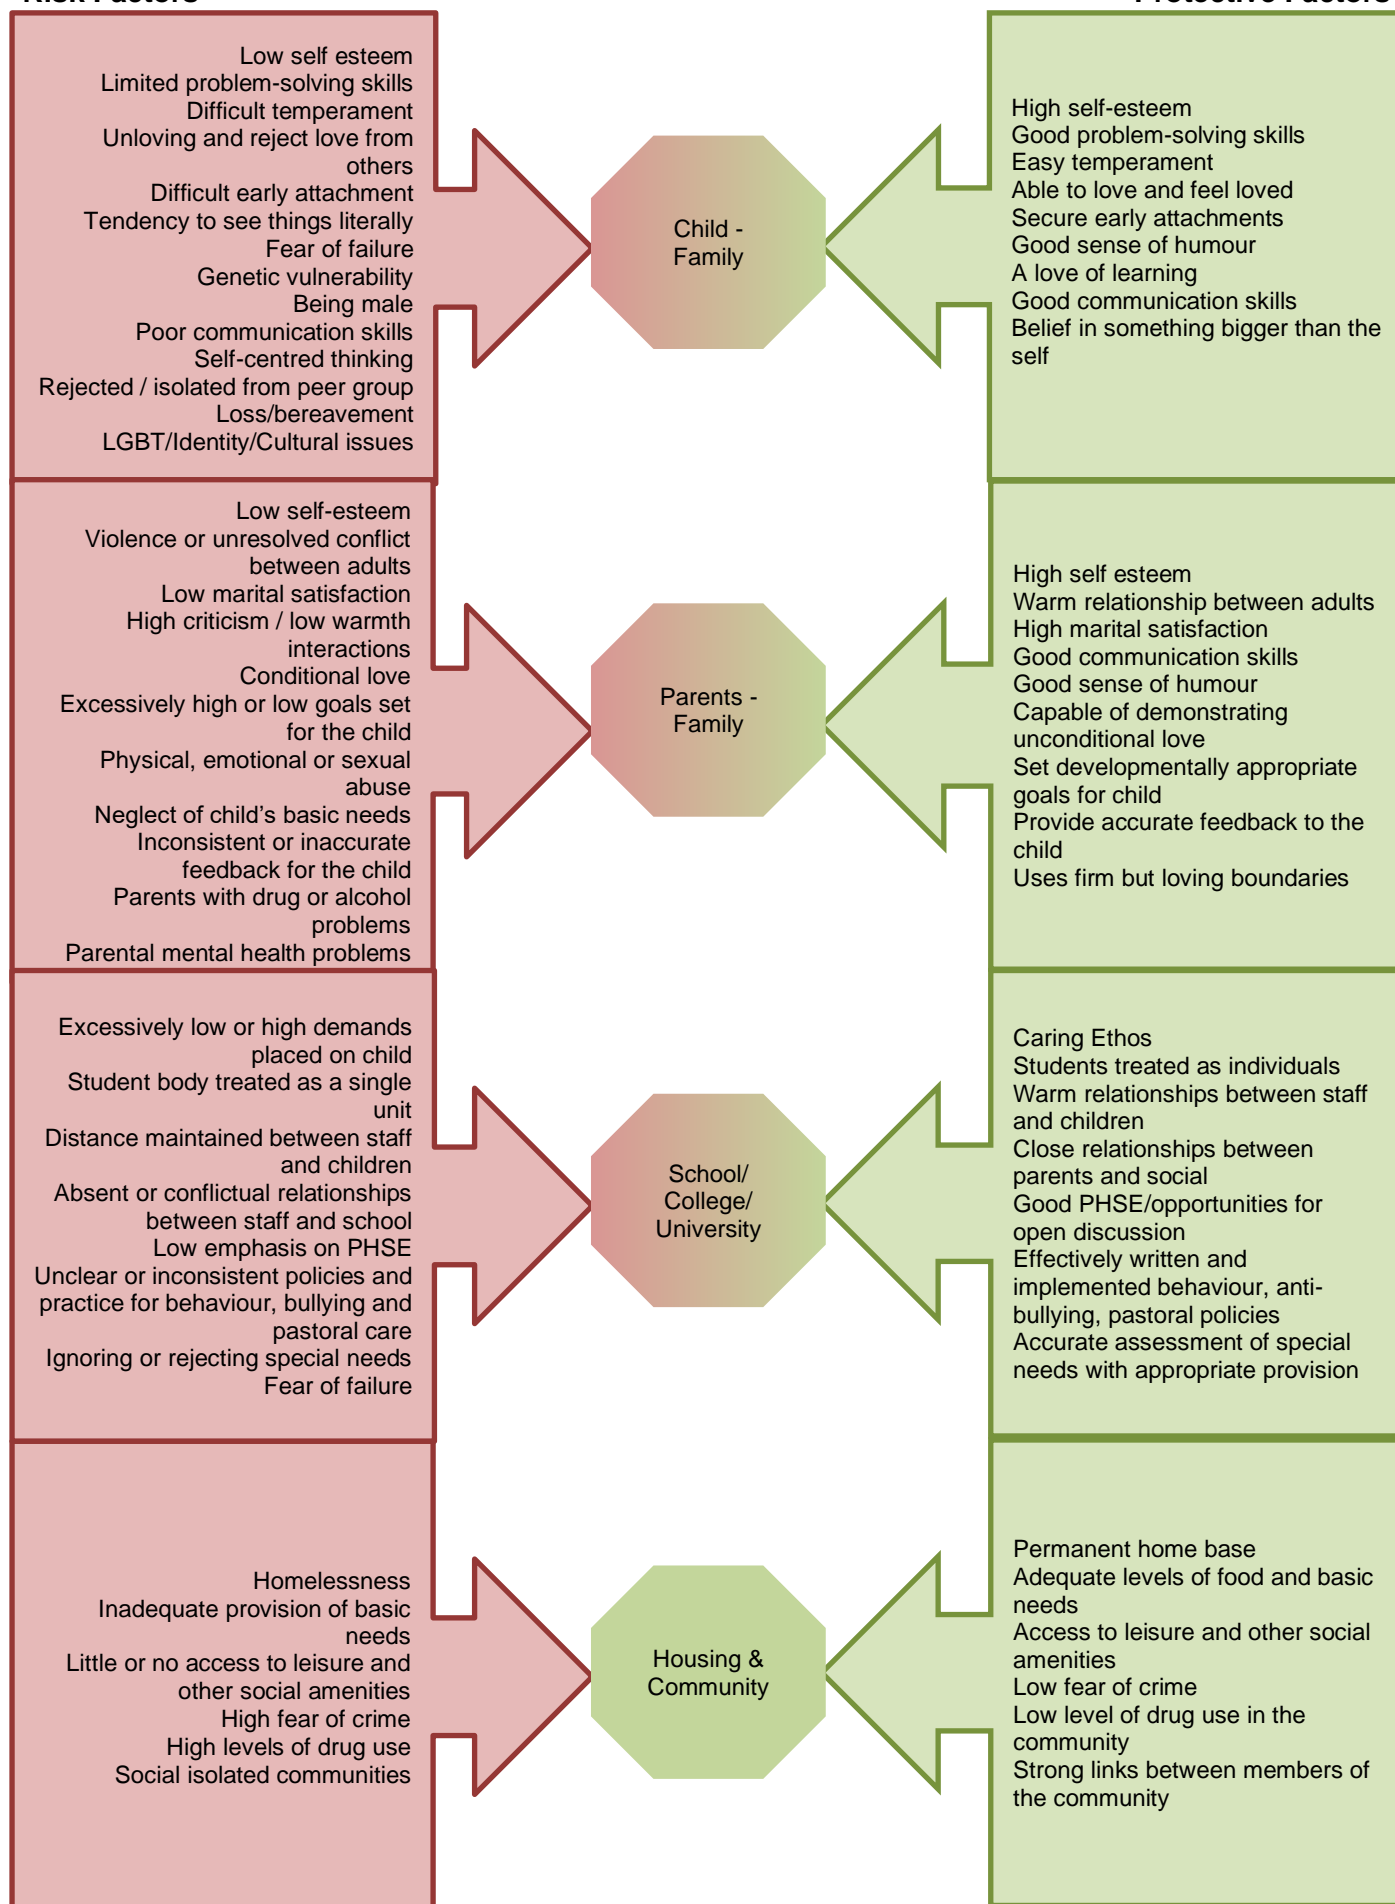 Risk Factors
Protective Factors
Low self esteem
Limited problem-solving skills
Difficult temperament
Unloving and reject love from
others
Difficult early attachment
Tendency to see things literally
Fear of failure
Genetic vulnerability
Being male
Poor communication skills
Self-centred thinking
Rejected / isolated from peer group
Loss/bereavement
LGBT/Identity/Cultural issues
Child -
Family
High self-esteem
Good problem-solving skills
Easy temperament
Able to love and feel loved
Secure early attachments
Good sense of humour
A love of learning
Good communication skills
Belief in something bigger than the
self
Low self-esteem
Violence or unresolved conflict
between adults
Low marital satisfaction
High criticism / low warmth
interactions
Conditional love
Excessively high or low goals set
for the child
Physical, emotional or sexual
abuse
Neglect of child’s basic needs
Inconsistent or inaccurate
feedback for the child
Parents with drug or alcohol
problems
Parental mental health problems
Parents -
Family
High self esteem
Warm relationship between adults
High marital satisfaction
Good communication skills
Good sense of humour
Capable of demonstrating
unconditional love
Set developmentally appropriate
goals for child
Provide accurate feedback to the
child
Uses firm but loving boundaries
Excessively low or high demands
placed on child
Student body treated as a single
unit
Distance maintained between staff
and children
Absent or conflictual relationships
between staff and school
Low emphasis on PHSE
Unclear or inconsistent policies and
practice for behaviour, bullying and
pastoral care
Ignoring or rejecting special needs
Fear of failure
School/
College/
University
Caring Ethos
Students treated as individuals
Warm relationships between staff
and children
Close relationships between
parents and social
Good PHSE/opportunities for
open discussion
Effectively written and
implemented behaviour, anti-
bullying, pastoral policies
Accurate assessment of special
needs with appropriate provision
Homelessness
Inadequate provision of basic
needs
Little or no access to leisure and
other social amenities
High fear of crime
High levels of drug use
Social isolated communities
Housing &
Community
Permanent home base
Adequate levels of food and basic
needs
Access to leisure and other social
amenities
Low fear of crime
Low level of drug use in the
community
Strong links between members of
the community